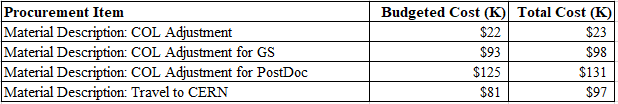 Procurement Item Budgeted Cost (K) Total Cost (K)
Material Description: COL Adjustment $22 $23
Material Description: COL Adjustment for GS $93 $98
Material Description: COL Adjustment for PostDoc $125 $131
Material Description: Travel to CERN $81 $97